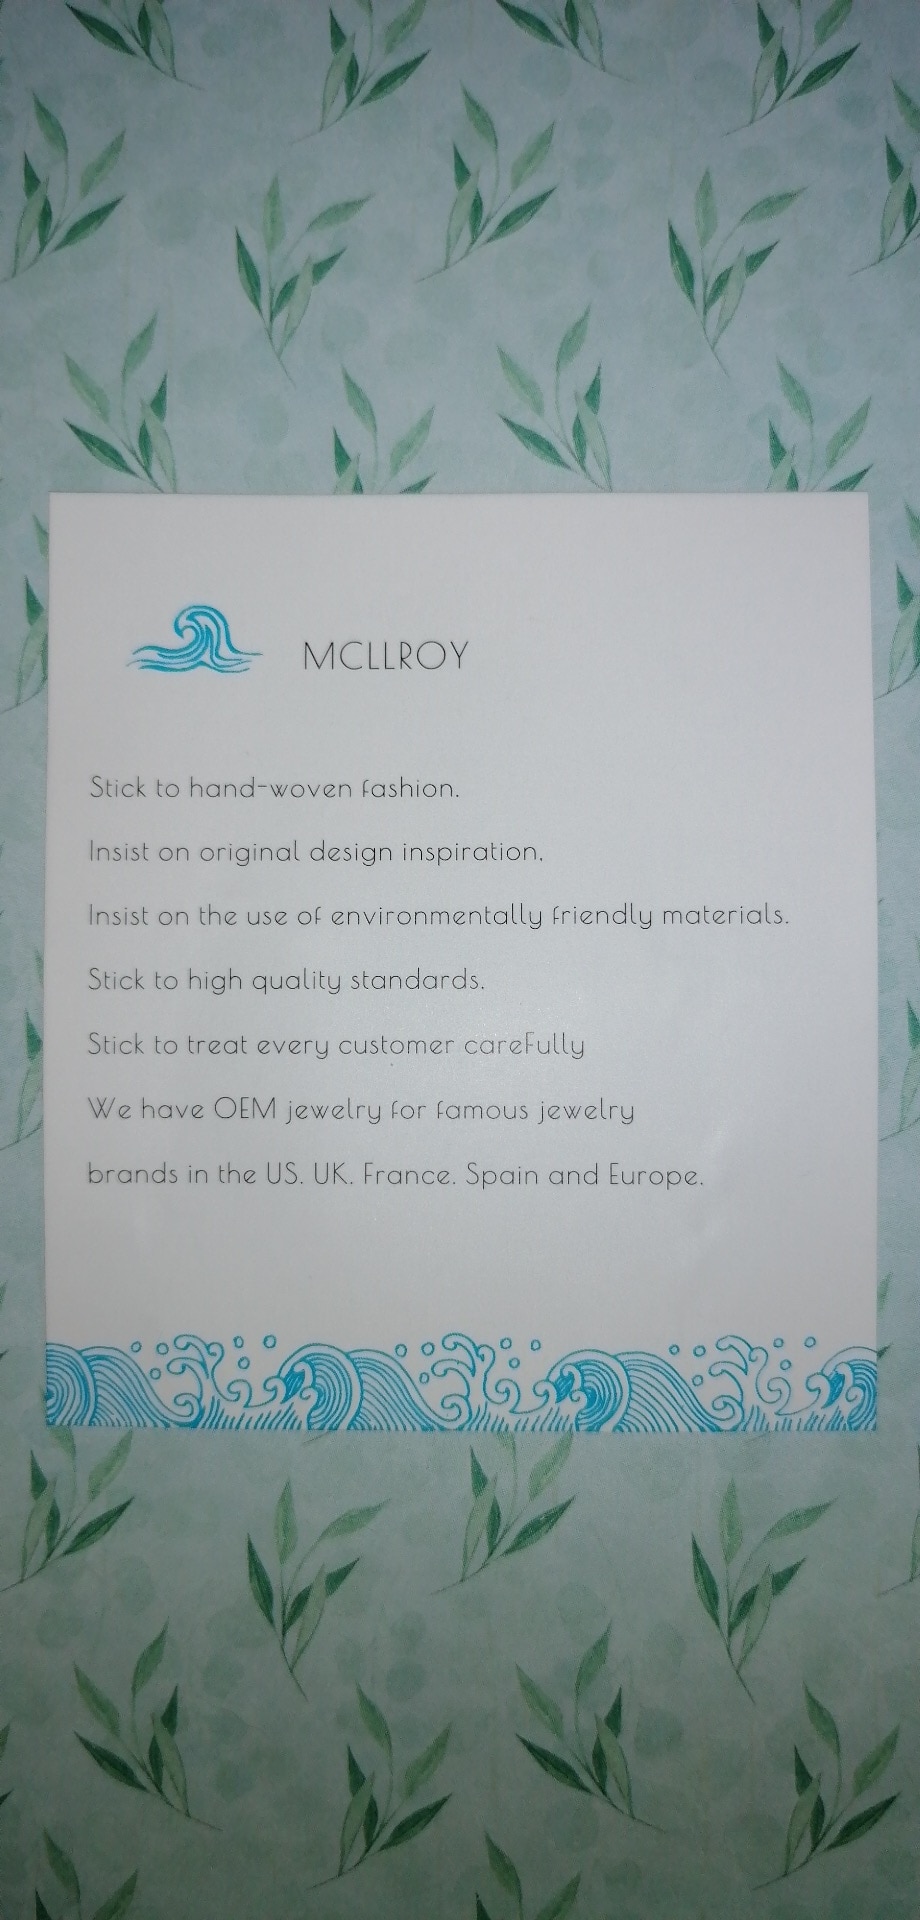 MCLLROY
Stick to hand-woven fashion.
Insist on original design inspiration.
Insist on the use of environmentally friendly materials.
Stick to high quality standards.
Stick to treat every customer carefully
We have OEM jewelry for famous jewelry
brands in the US. UK. France. Spain and Europe.